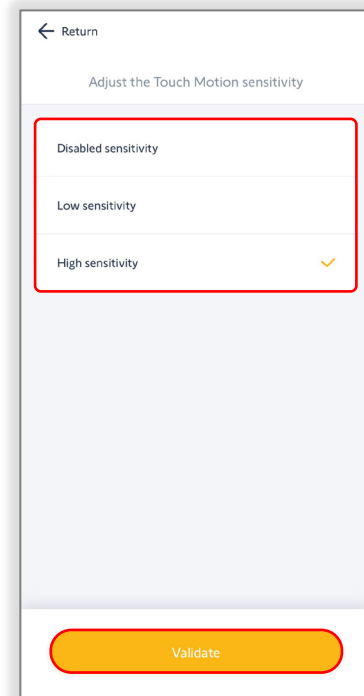 Return
Adjust the Touch Motion sensitivity
Disabled sensitivity
Low sensitivity
High sensitivity
Validate